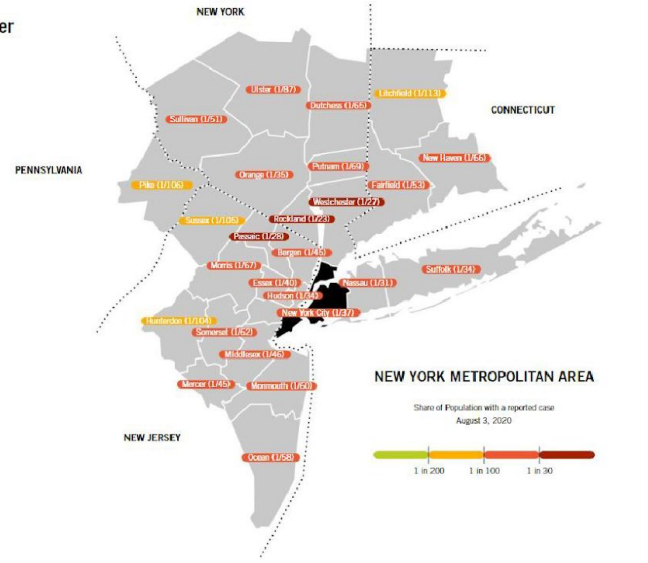 er
NEW YORK
Ulster (1/87)
Litchfield (1/113)
Dutchess (1/65)
CONNECTICUT
Sullivan (1/51)
New Haven (1/66)
Putnam (1/69)
PENNSYLVANIA
Orange (1/35)
Pike (1/106)
Fairfield (1/53)
Westchester (1/27)
Sussex (1/105)
Rockland (1/23)
Passaic (1/28)
Bergen (1/45)
Morris (1/67)
Suffolk (1/34)
Essex (1/40)
Nassau (1/31)
Hudson (1/34)
New York City (1/37)
Hunterdon (1/104)
Somerset (1/62)
Middlesex (1/46)
NEW YORK METROPOLITAN AREA
Mercer (1/45)
Monmouth (1/60)
Share of Population with a reported case
August 3, 2020
NEW JERSEY
Ocean (1/58)
1 in 200
1 in 100
1 in 30